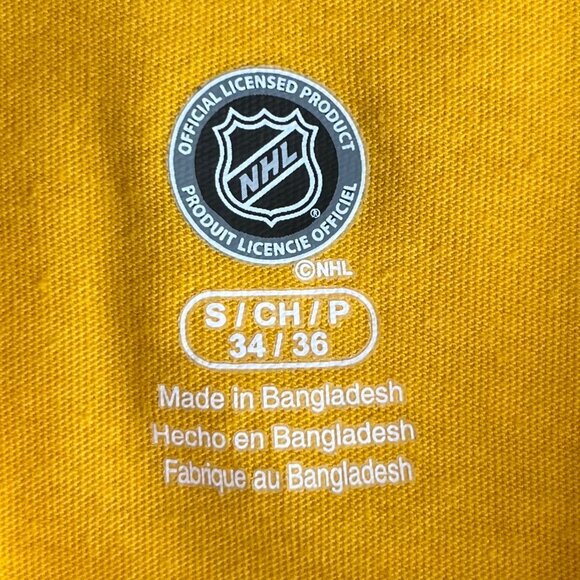 OFFICIAL LICENSED PRODUCT
NHL
®
PRODUIT LICENCIE OFFICIEL
©NHL
S / CH / P
34 / 36
Made in Bangladesh
Hecho en Bangladesh
Fabrique au Bangladesh